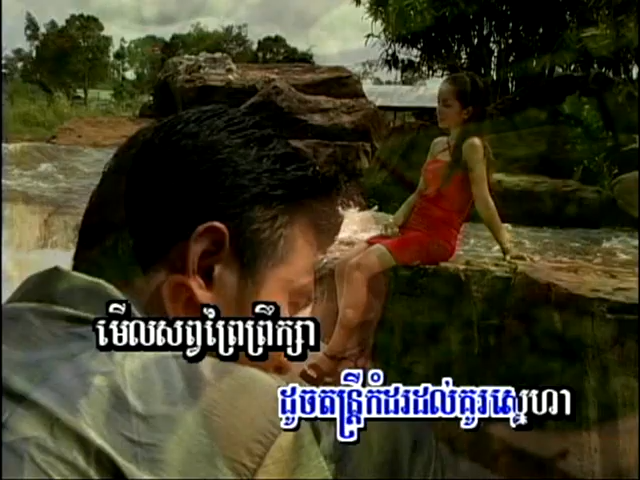 មើលសព្វព្រៃព្រឹក្សា
ដូចតន្ត្រីកំដរដល់គូរស្នេហា